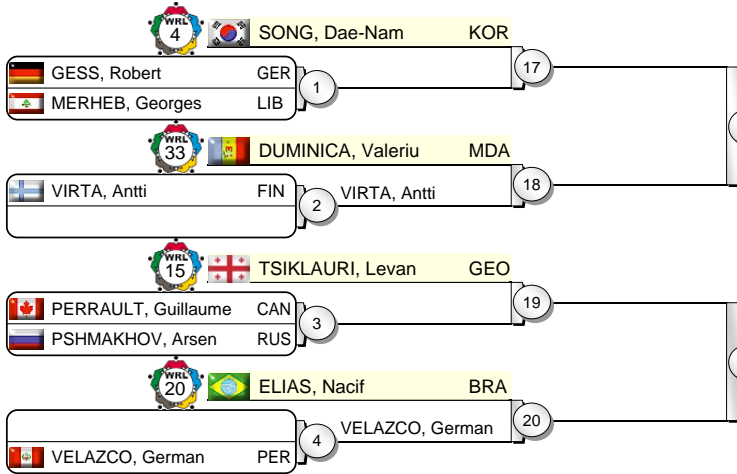 WRL
4
SONG, Dae-Nam KOR
17
GESS, Robert GER
1
MERHEB, Georges LIB
WRL
33
DUMINICA, Valeriu MDA
18
VIRTA, Antti FIN
2
VIRTA, Antti
WRL
15
TSIKLAURI, Levan GEO
19
PERRAULT, Guillaume CAN
3
PSHMAKHOV, Arsen RUS
WRL
20
ELIAS, Nacif BRA
20
VELAZCO, German
4
VELAZCO, German PER